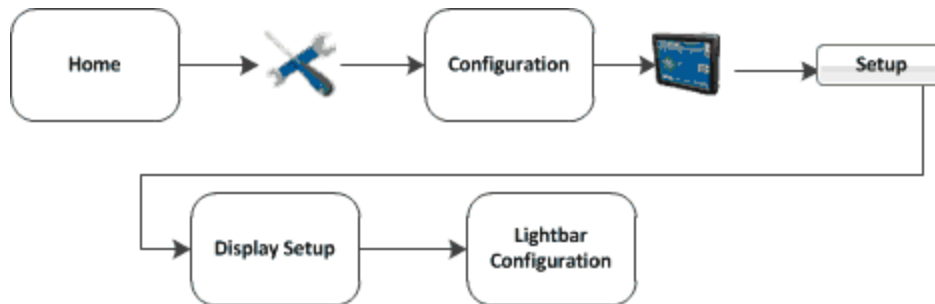 Home
Configuration
Setup
Display Setup
Lightbar
Configuration